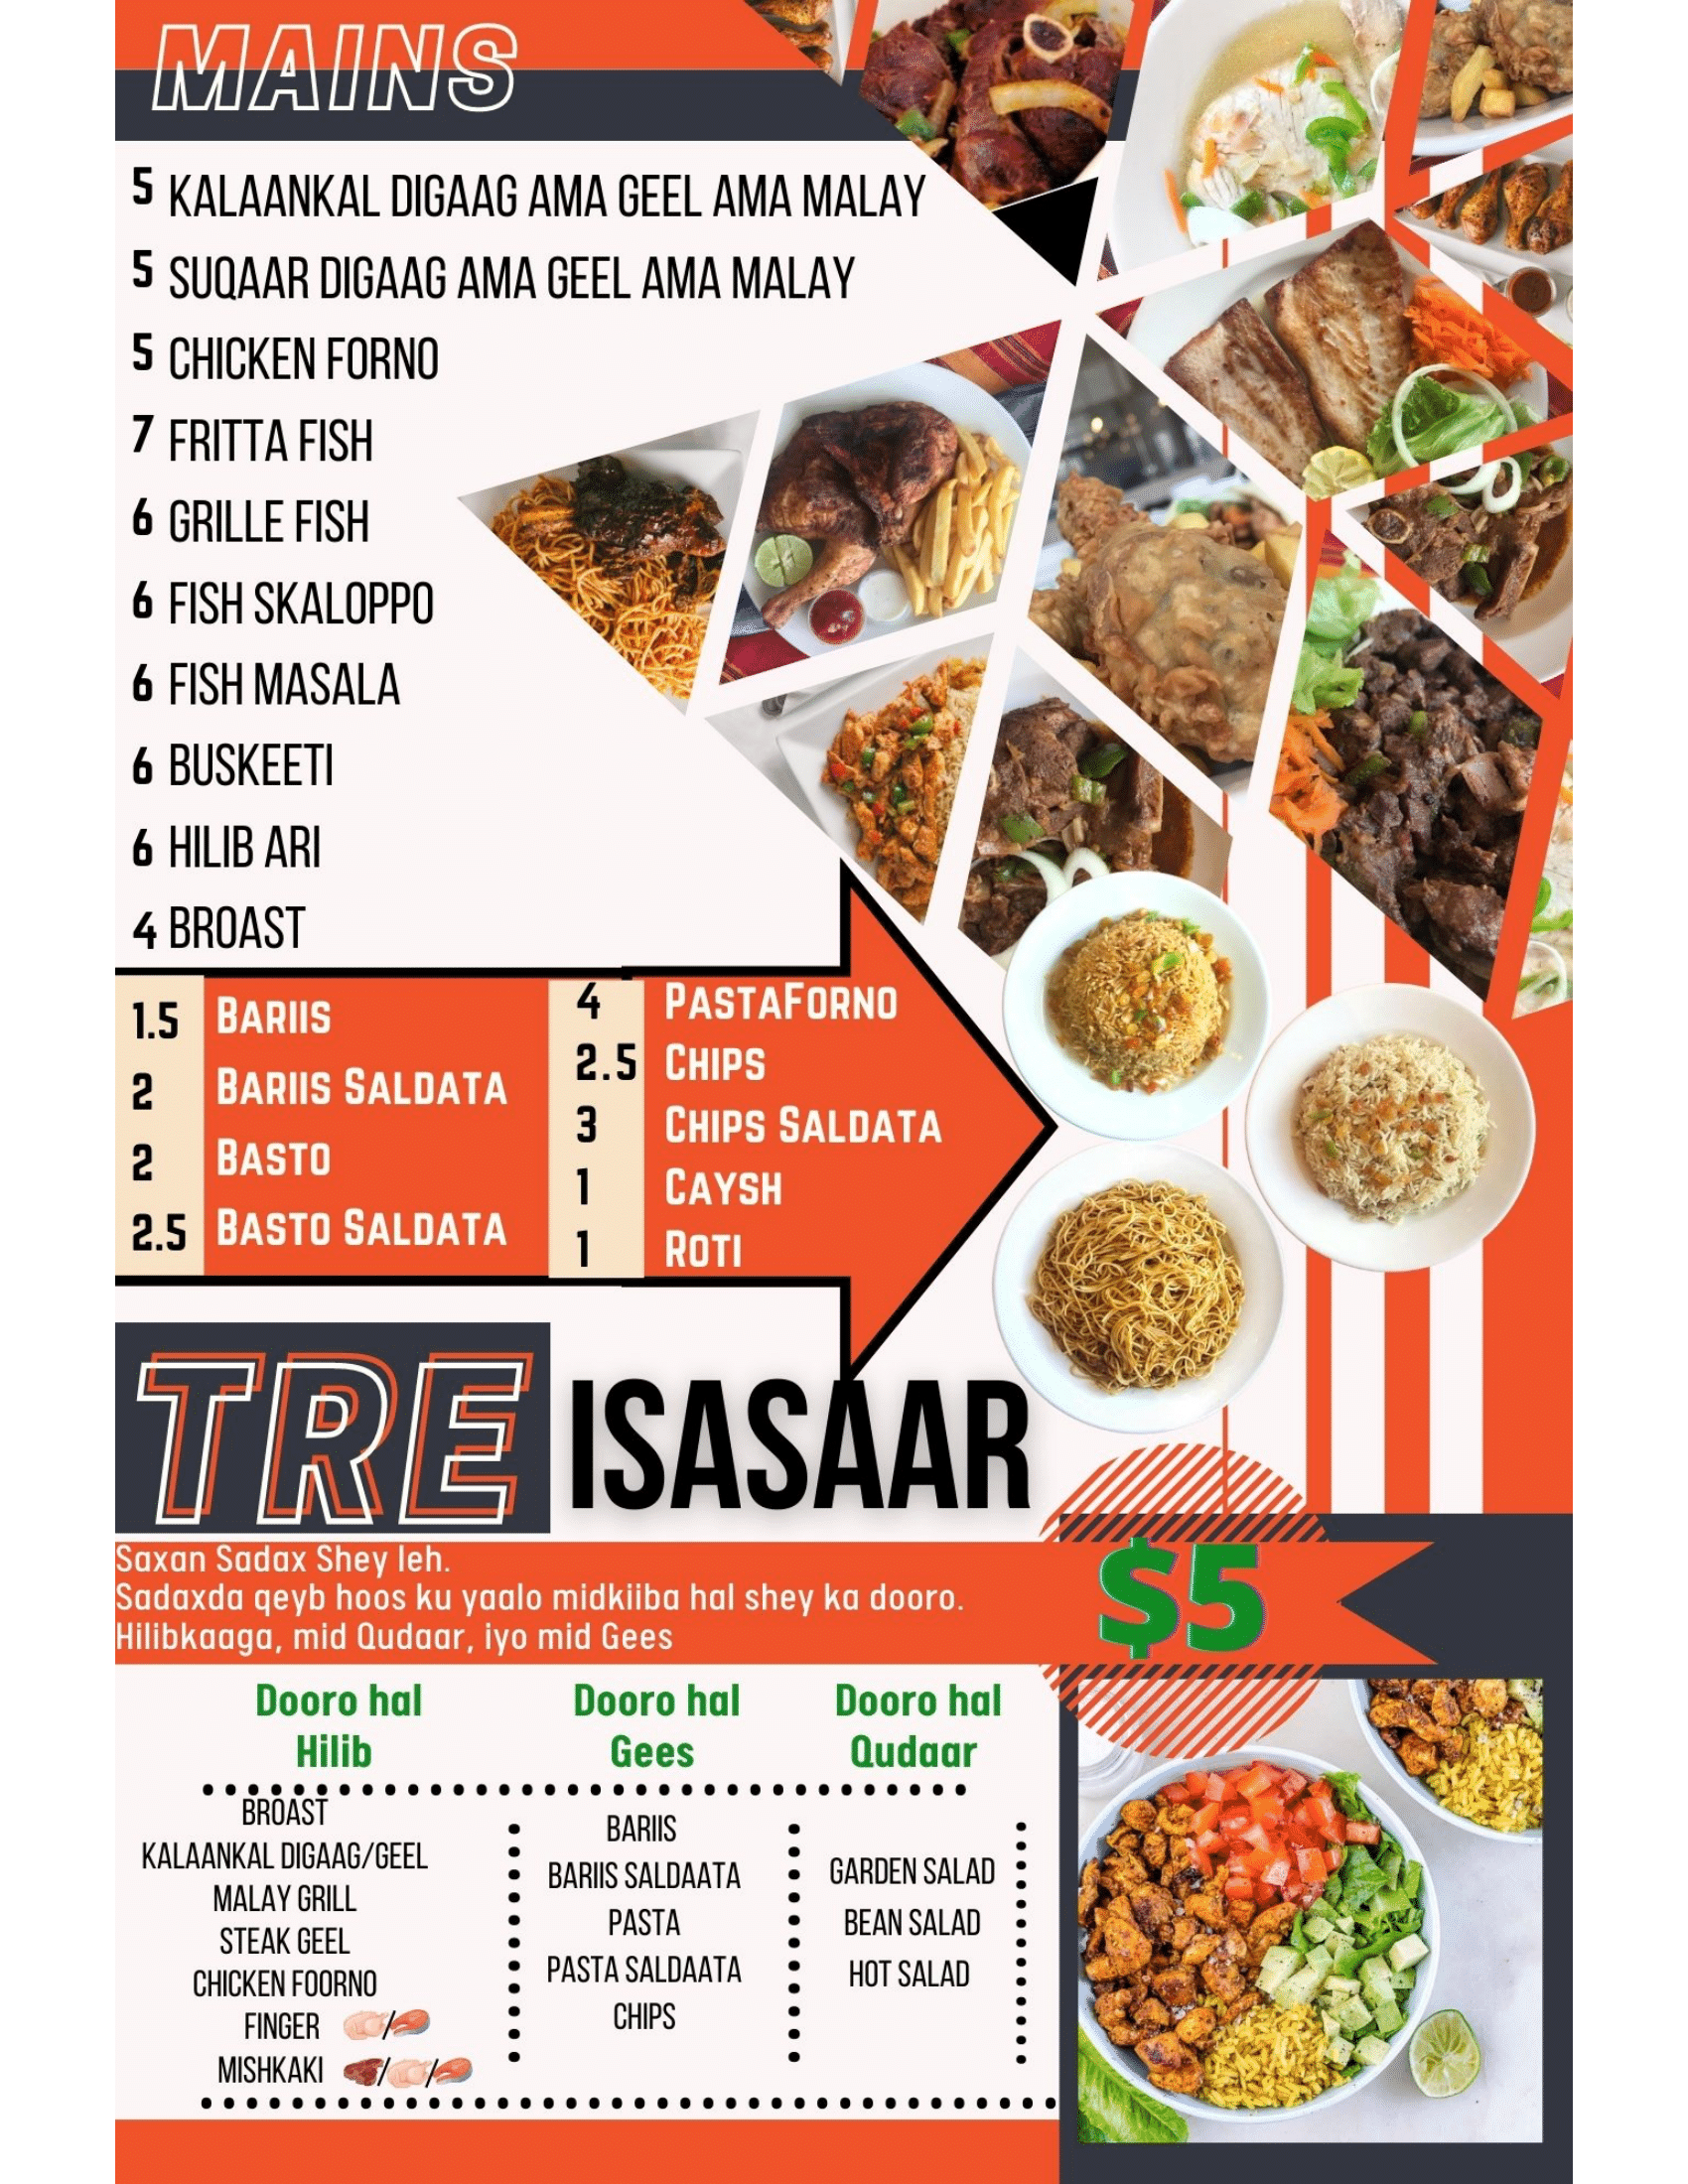 MAINS
5 KALAANKAL DIGAAG AMA GEEL AMA MALAY
5 SUQAAR DIGAAG AMA GEEL AMA MALAY
5 CHICKEN FORNO
7 FRITTA FISH
6 GRILLE FISH
6 FISH SKALOPPO
6 FISH MASALA
6 BUSKEETI
6 HILIB ARI
4 BROAST
1.5 BARIIS
2 BARIIS SALDATA
2 BASTO
2.5 BASTO SALDATA
4 PASTAFORNO
2.5 CHIPS
3 CHIPS SALDATA
1 CAYSH
1 ROTI
TRE ISASAAR
Saxan Sadax Shey leh.
Sadaxda qeyb hoos ku yaalo midkiiba hal shey ka dooro.
Hilibkaaga, mid Qudaar, iyo mid Gees
$5
Dooro hal
Hilib
BROAST
KALAANKAL DIGAAG/GEEL
MALAY GRILL
STEAK GEEL
CHICKEN FOORNO
FINGER /
MISHKAKI / /
Dooro hal
Gees
BARIIS
BARIIS SALDAATA
PASTA
PASTA SALDAATA
CHIPS
Dooro hal
Qudaar
GARDEN SALAD
BEAN SALAD
HOT SALAD